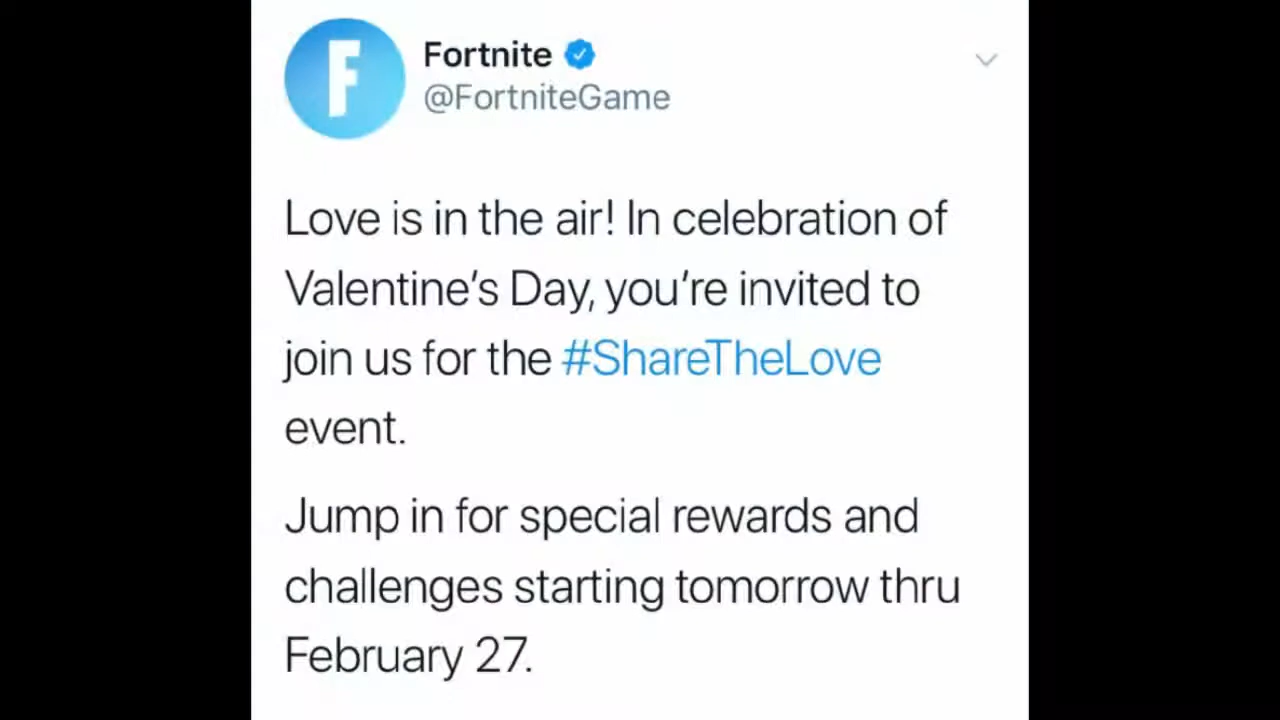 F
Fortnite
@FortniteGame
Love is in the air! In celebration of
Valentine’s Day, you’re invited to
join us for the #ShareTheLove
event.
Jump in for special rewards and
challenges starting tomorrow thru
February 27.